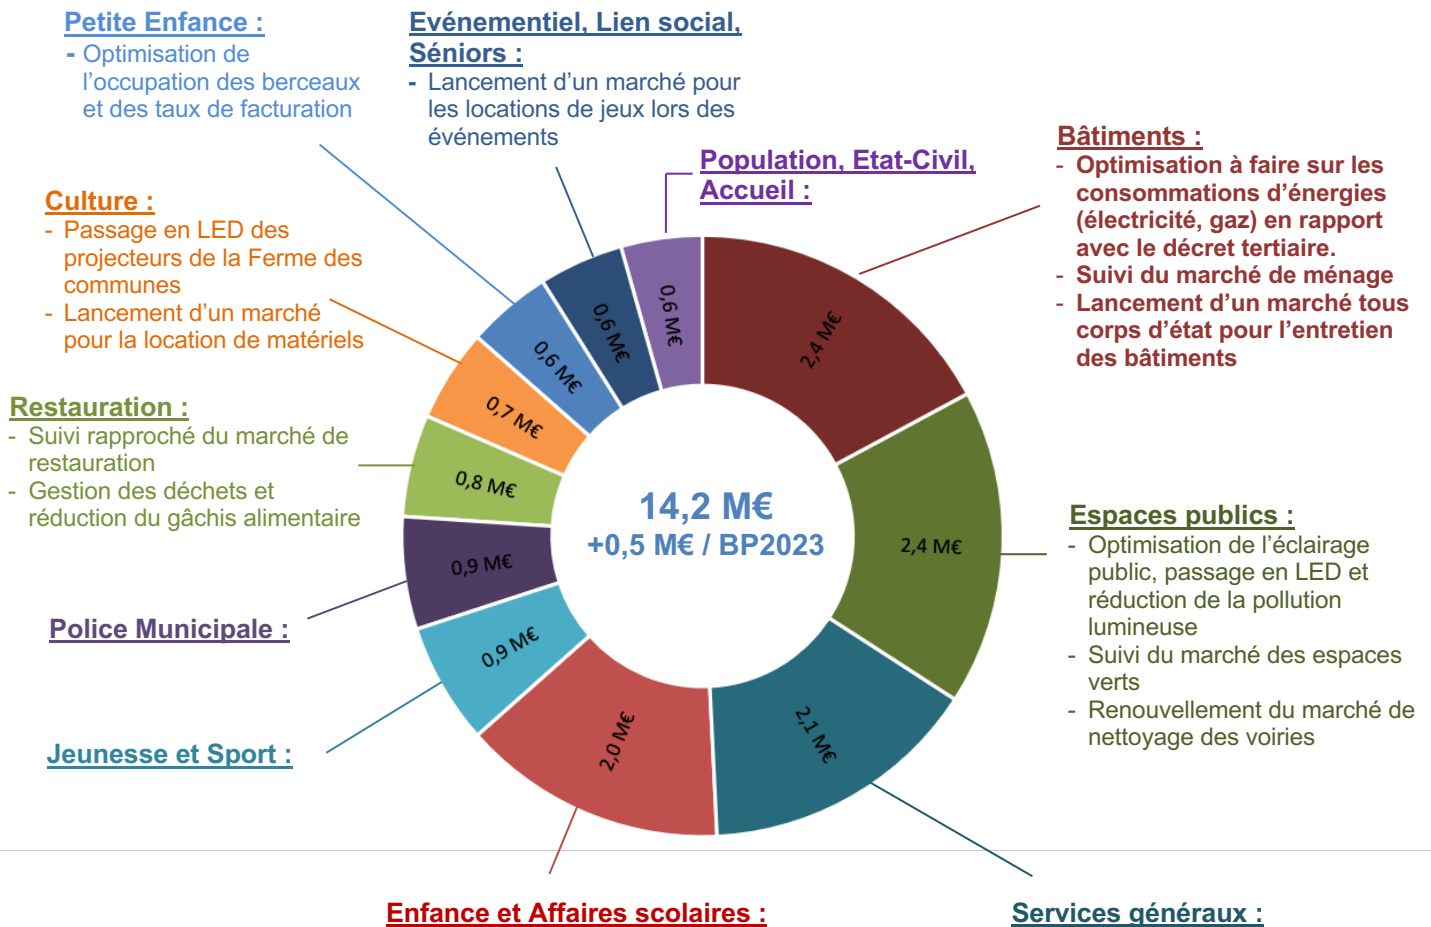 Petite Enfance :
- Optimisation de
l’occupation des berceaux
et des taux de facturation
Evénementiel, Lien social,
Séniors :
- Lancement d’un marché pour
les locations de jeux lors des
événements
Population, Etat-Civil,
Accueil :
Bâtiments :
- Optimisation à faire sur les
consommations d’énergies
(électricité, gaz) en rapport
avec le décret tertiaire.
- Suivi du marché de ménage
- Lancement d’un marché tous
corps d’état pour l’entretien
des bâtiments
Culture :
- Passage en LED des
projecteurs de la Ferme des
communes
- Lancement d’un marché
pour la location de matériels
Restauration :
- Suivi rapproché du marché de
restauration
- Gestion des déchets et
réduction du gâchis alimentaire
Police Municipale :
Jeunesse et Sport :
Espaces publics :
- Optimisation de l’éclairage
public, passage en LED et
réduction de la pollution
lumineuse
- Suivi du marché des espaces
verts
- Renouvellement du marché de
nettoyage des voiries
2,4 M€
2,4 M€
2,1 M€
2,0 M€
0,9 M€
0,9 M€
0,8 M€
0,7 M€
0,6 M€
0,6 M€
0,6 M€
14,2 M€
+0,5 M€ / BP2023
Enfance et Affaires scolaires :
Services généraux :